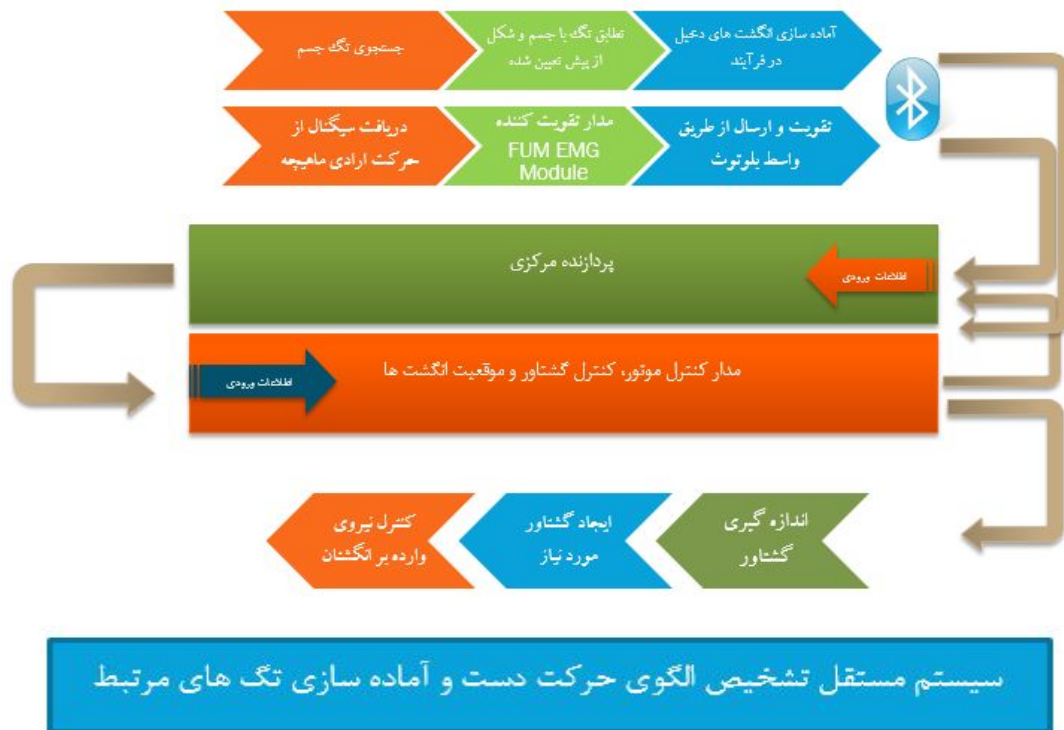 جستجوی تگ جسم
تطابق تگ با جسم و شکل
از پیش تعیین شده
آماده سازی انگشت های دخیل
در فرآیند
دریافت سیگنال از
حرکت ارادی ماهیچه
مدار تقویت کننده
FUM EMG
Module
تقویت و ارسال از طریق
واسط بلوتوث
پردازنده مرکزی
اطلاعات ورودی
مدار کنترل موتور، کنترل گشتاور و موقعیت انگشت ها
اطلاعات ورودی
اندازه گیری
گشتاور
ایجاد گشتاور
مورد نیاز
کنترل نیروی
وارده بر انگشتان
سیستم مستقل تشخیص الگوی حرکت دست و آماده سازی تگ های مرتبط